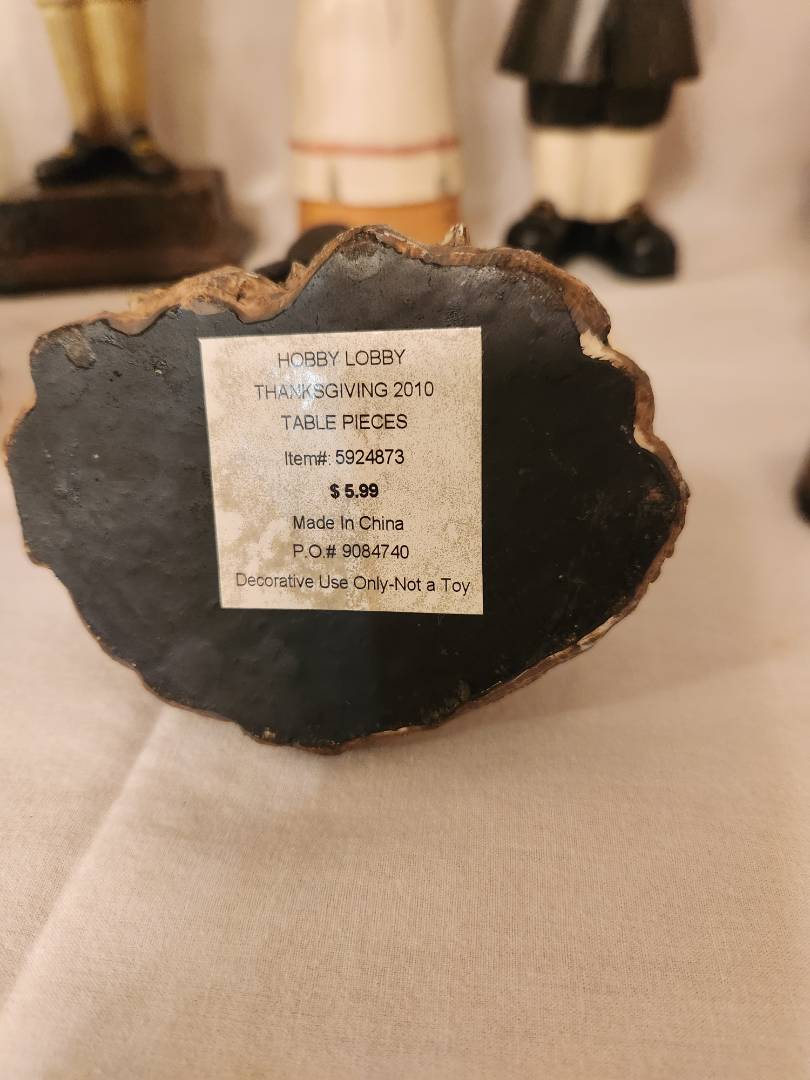 HOBBY LOBBY
THANKSGIVING 2010
TABLE PIECES
Item#: 5924873
$ 5.99
Made In China
P.O.# 9084740
Decorative Use Only-Not a Toy